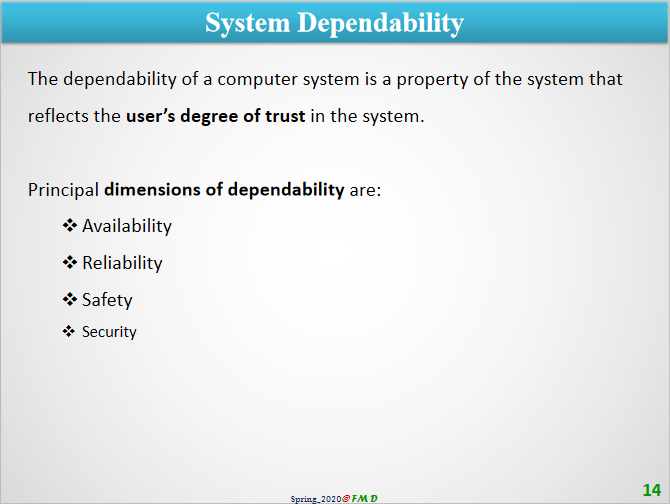 System Dependability
The dependability of a computer system is a property of the system that
reflects the user’s degree of trust in the system.
Principal dimensions of dependability are:
❖ Availability
❖ Reliability
❖ Safety
❖ Security
Spring_2020@FMD
14